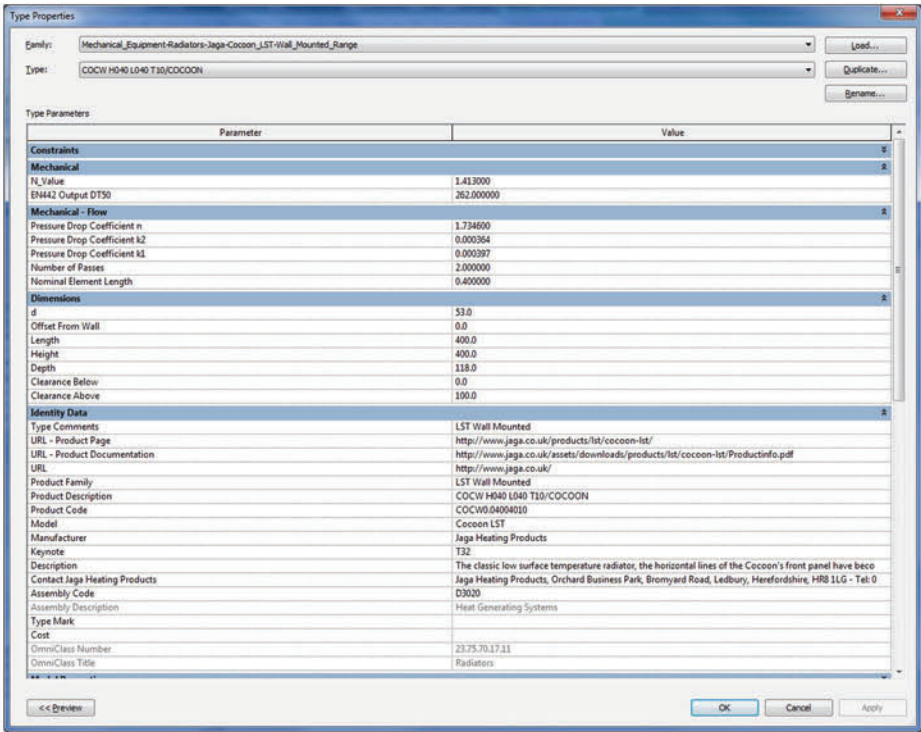 Type Properties
Family: Mechanical_Equipment-Radiators-Jaga-Cocoon_LST-Wall_Mounted_Range Load...
Type: COCW H040 L040 T10/COCOON Duplicate...
Rename...
Type Parameters
Parameter Value
Constraints
Mechanical
N_Value 1.413000
EN442 Output DT50 262.000000
Mechanical - Flow
Pressure Drop Coefficient n 1.734600
Pressure Drop Coefficient k2 0.000364
Pressure Drop Coefficient k1 0.000397
Number of Passes 2.000000
Nominal Element Length 0.400000
Dimensions
d 53.0
Offset From Wall 0.0
Length 400.0
Height 400.0
Depth 118.0
Clearance Below 0.0
Clearance Above 100.0
Identity Data
Type Comments LST Wall Mounted
URL - Product Page http://www.jaga.co.uk/products/lst/cocoon-lst/
URL - Product Documentation http://www.jaga.co.uk/assets/downloads/products/lst/cocoon-lst/Productinfo.pdf
URL http://www.jaga.co.uk/
Product Family LST Wall Mounted
Product Description COCW H040 L040 T10/COCOON
Product Code COCW0.04004010
Model Cocoon LST
Manufacturer Jaga Heating Products
Keynote T32
Description The classic low surface temperature radiator, the horizontal lines of the Cocoon's front panel have beco
Contact Jaga Heating Products Jaga Heating Products, Orchard Business Park, Bromyard Road, Ledbury, Herefordshire, HR8 1LG - Tel: 0
Assembly Code D3020
Assembly Description Heat Generating Systems
Type Mark
Cost
OmniClass Number 23.75.70.17.11
OmniClass Title Radiators
<< Preview OK Cancel Apply